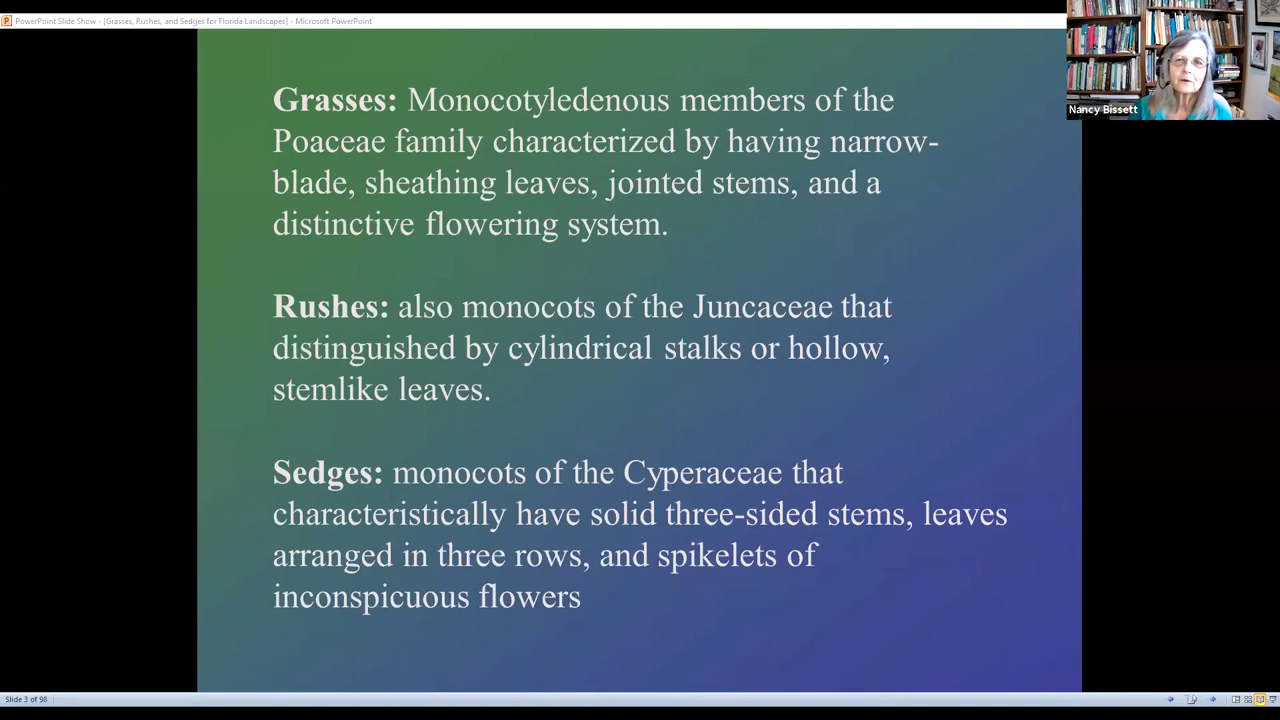 PowerPoint Slide Show - [Grasses, Rushes, and Sedges for Florida Landscapes] - Microsoft PowerPoint
Nancy Bissett
Grasses: Monocotyledenous members of the
Poaceae family characterized by having narrow-
blade, sheathing leaves, jointed stems, and a
distinctive flowering system.
Rushes: also monocots of the Juncaceae that
distinguished by cylindrical stalks or hollow,
stemlike leaves.
Sedges: monocots of the Cyperaceae that
characteristically have solid three-sided stems, leaves
arranged in three rows, and spikelets of
inconspicuous flowers
Slide 3 of 98